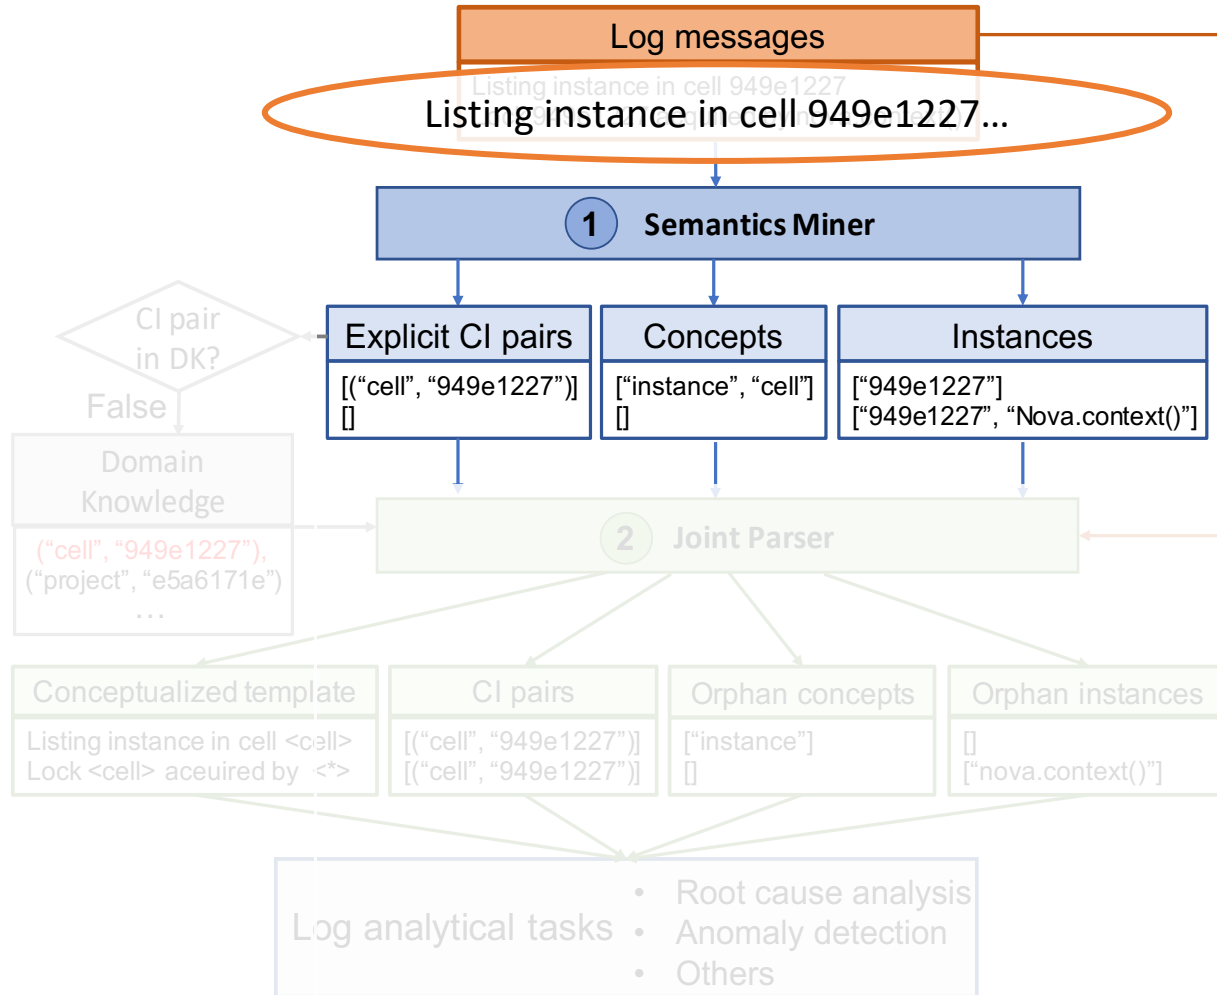 Log messages
Listing instance in cell 949e1227
Listing instance in cell 949e1227...
1 Semantics Miner
CI pair
in DK?
False
Explicit CI pairs
[(“cell”, “949e1227”)]
[]
Concepts
[“instance”, “cell”]
[]
Instances
[“949e1227”]
[“949e1227”, “Nova.context()”]
Domain
Knowledge
(“cell”, “949e1227”),
(“project”, “e5a6171e”)
...
2 Joint Parser
Conceptualized template
Listing instance in cell <cell>
Lock <cell> aceuired by <*>
CI pairs
[(“cell”, “949e1227”)]
[(“cell”, “949e1227”)]
Orphan concepts
[“instance”]
[]
Orphan instances
[]
[“nova.context()”]
Log analytical tasks
• Root cause analysis
• Anomaly detection
• Others